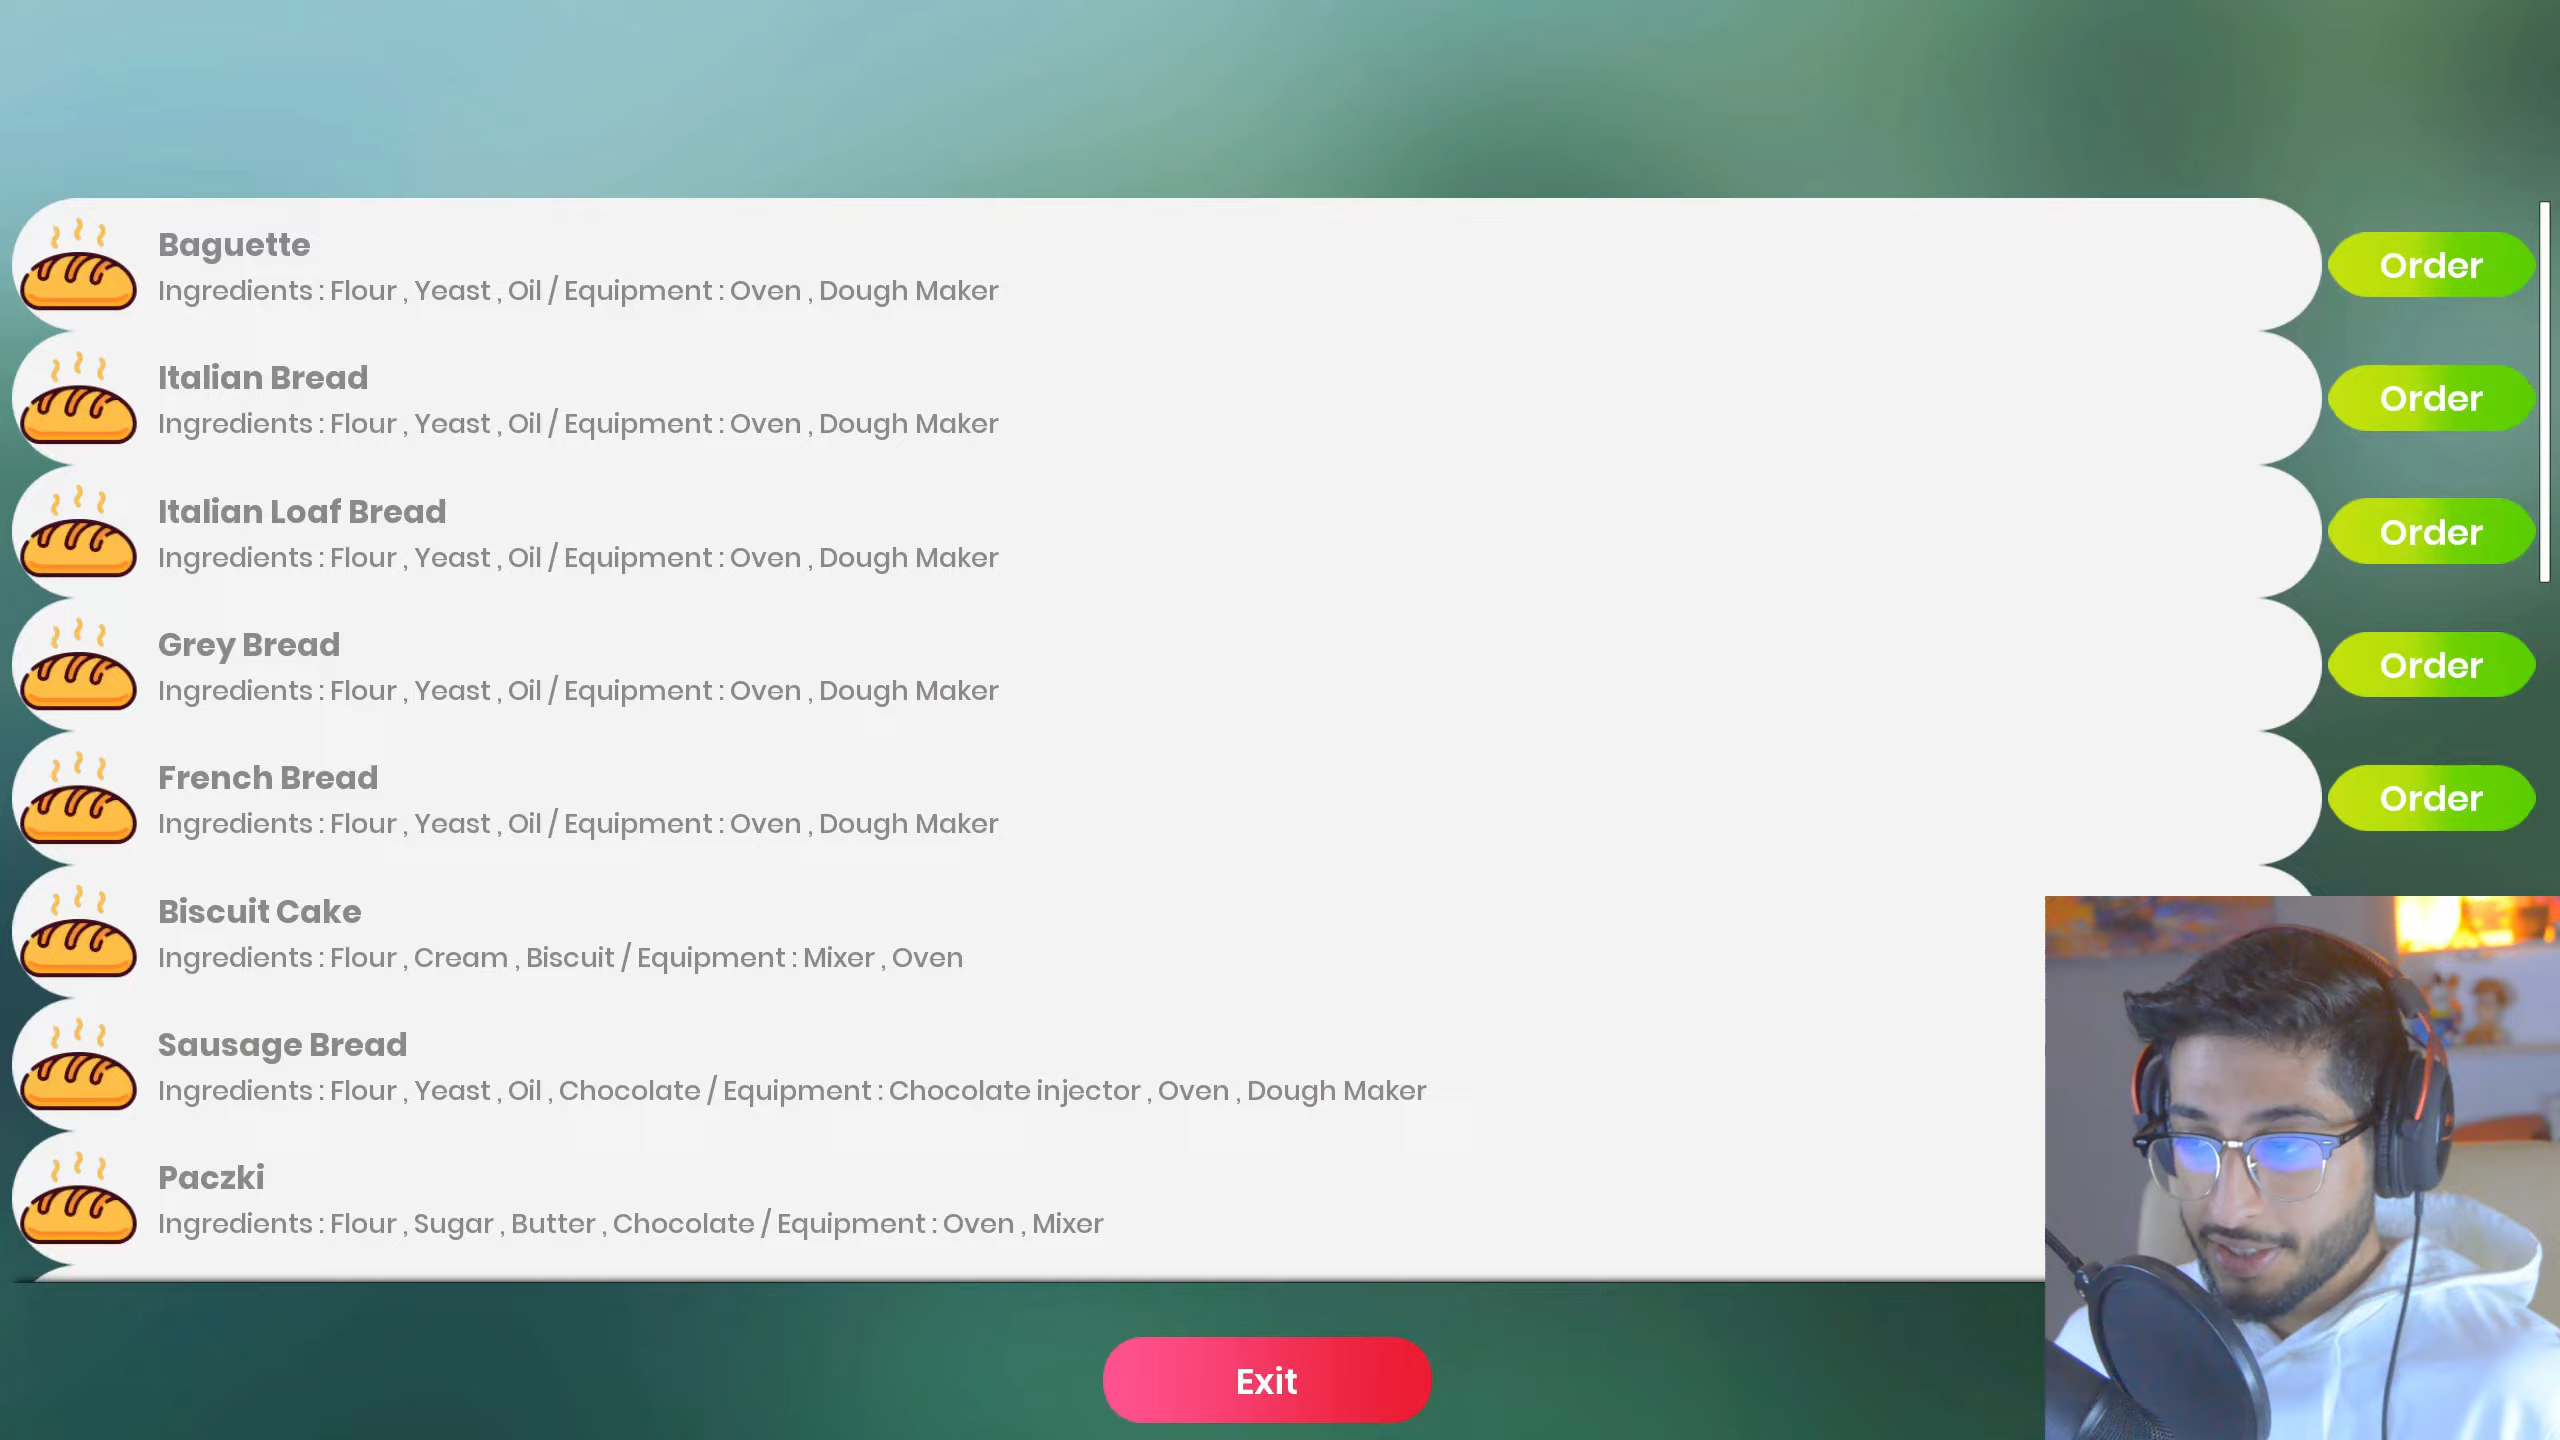 Baguette
Ingredients : Flour , Yeast , Oil / Equipment : Oven , Dough Maker
Order
Italian Bread
Ingredients : Flour , Yeast , Oil / Equipment : Oven , Dough Maker
Order
Italian Loaf Bread
Ingredients : Flour , Yeast , Oil / Equipment : Oven , Dough Maker
Order
Grey Bread
Ingredients : Flour , Yeast , Oil / Equipment : Oven , Dough Maker
Order
French Bread
Ingredients : Flour , Yeast , Oil / Equipment : Oven , Dough Maker
Order
Biscuit Cake
Ingredients : Flour , Cream , Biscuit / Equipment : Mixer , Oven
Sausage Bread
Ingredients : Flour , Yeast , Oil , Chocolate / Equipment : Chocolate injector , Oven , Dough Maker
Paczki
Ingredients : Flour , Sugar , Butter , Chocolate / Equipment : Oven , Mixer
Exit